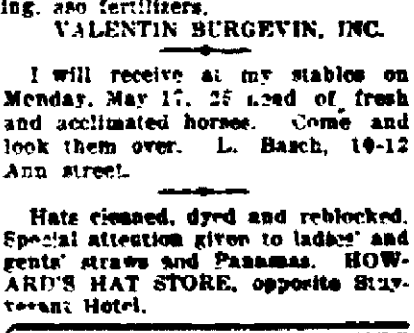 ing. also fertilizers.
VALENTIN BURGEVIN, INC.
I will receive at my stables on
Monday, May 17, 25 head of fresh
and acclimated horses. Come and
look them over. L. Basch, 10-12
Ann street.
Hats cleaned, dyed and reblocked.
Special attention given to ladies' and
gents' straws and Panamas. HOW-
ARD'S HAT STORE, opposite Stuy-
vesant Hotel.